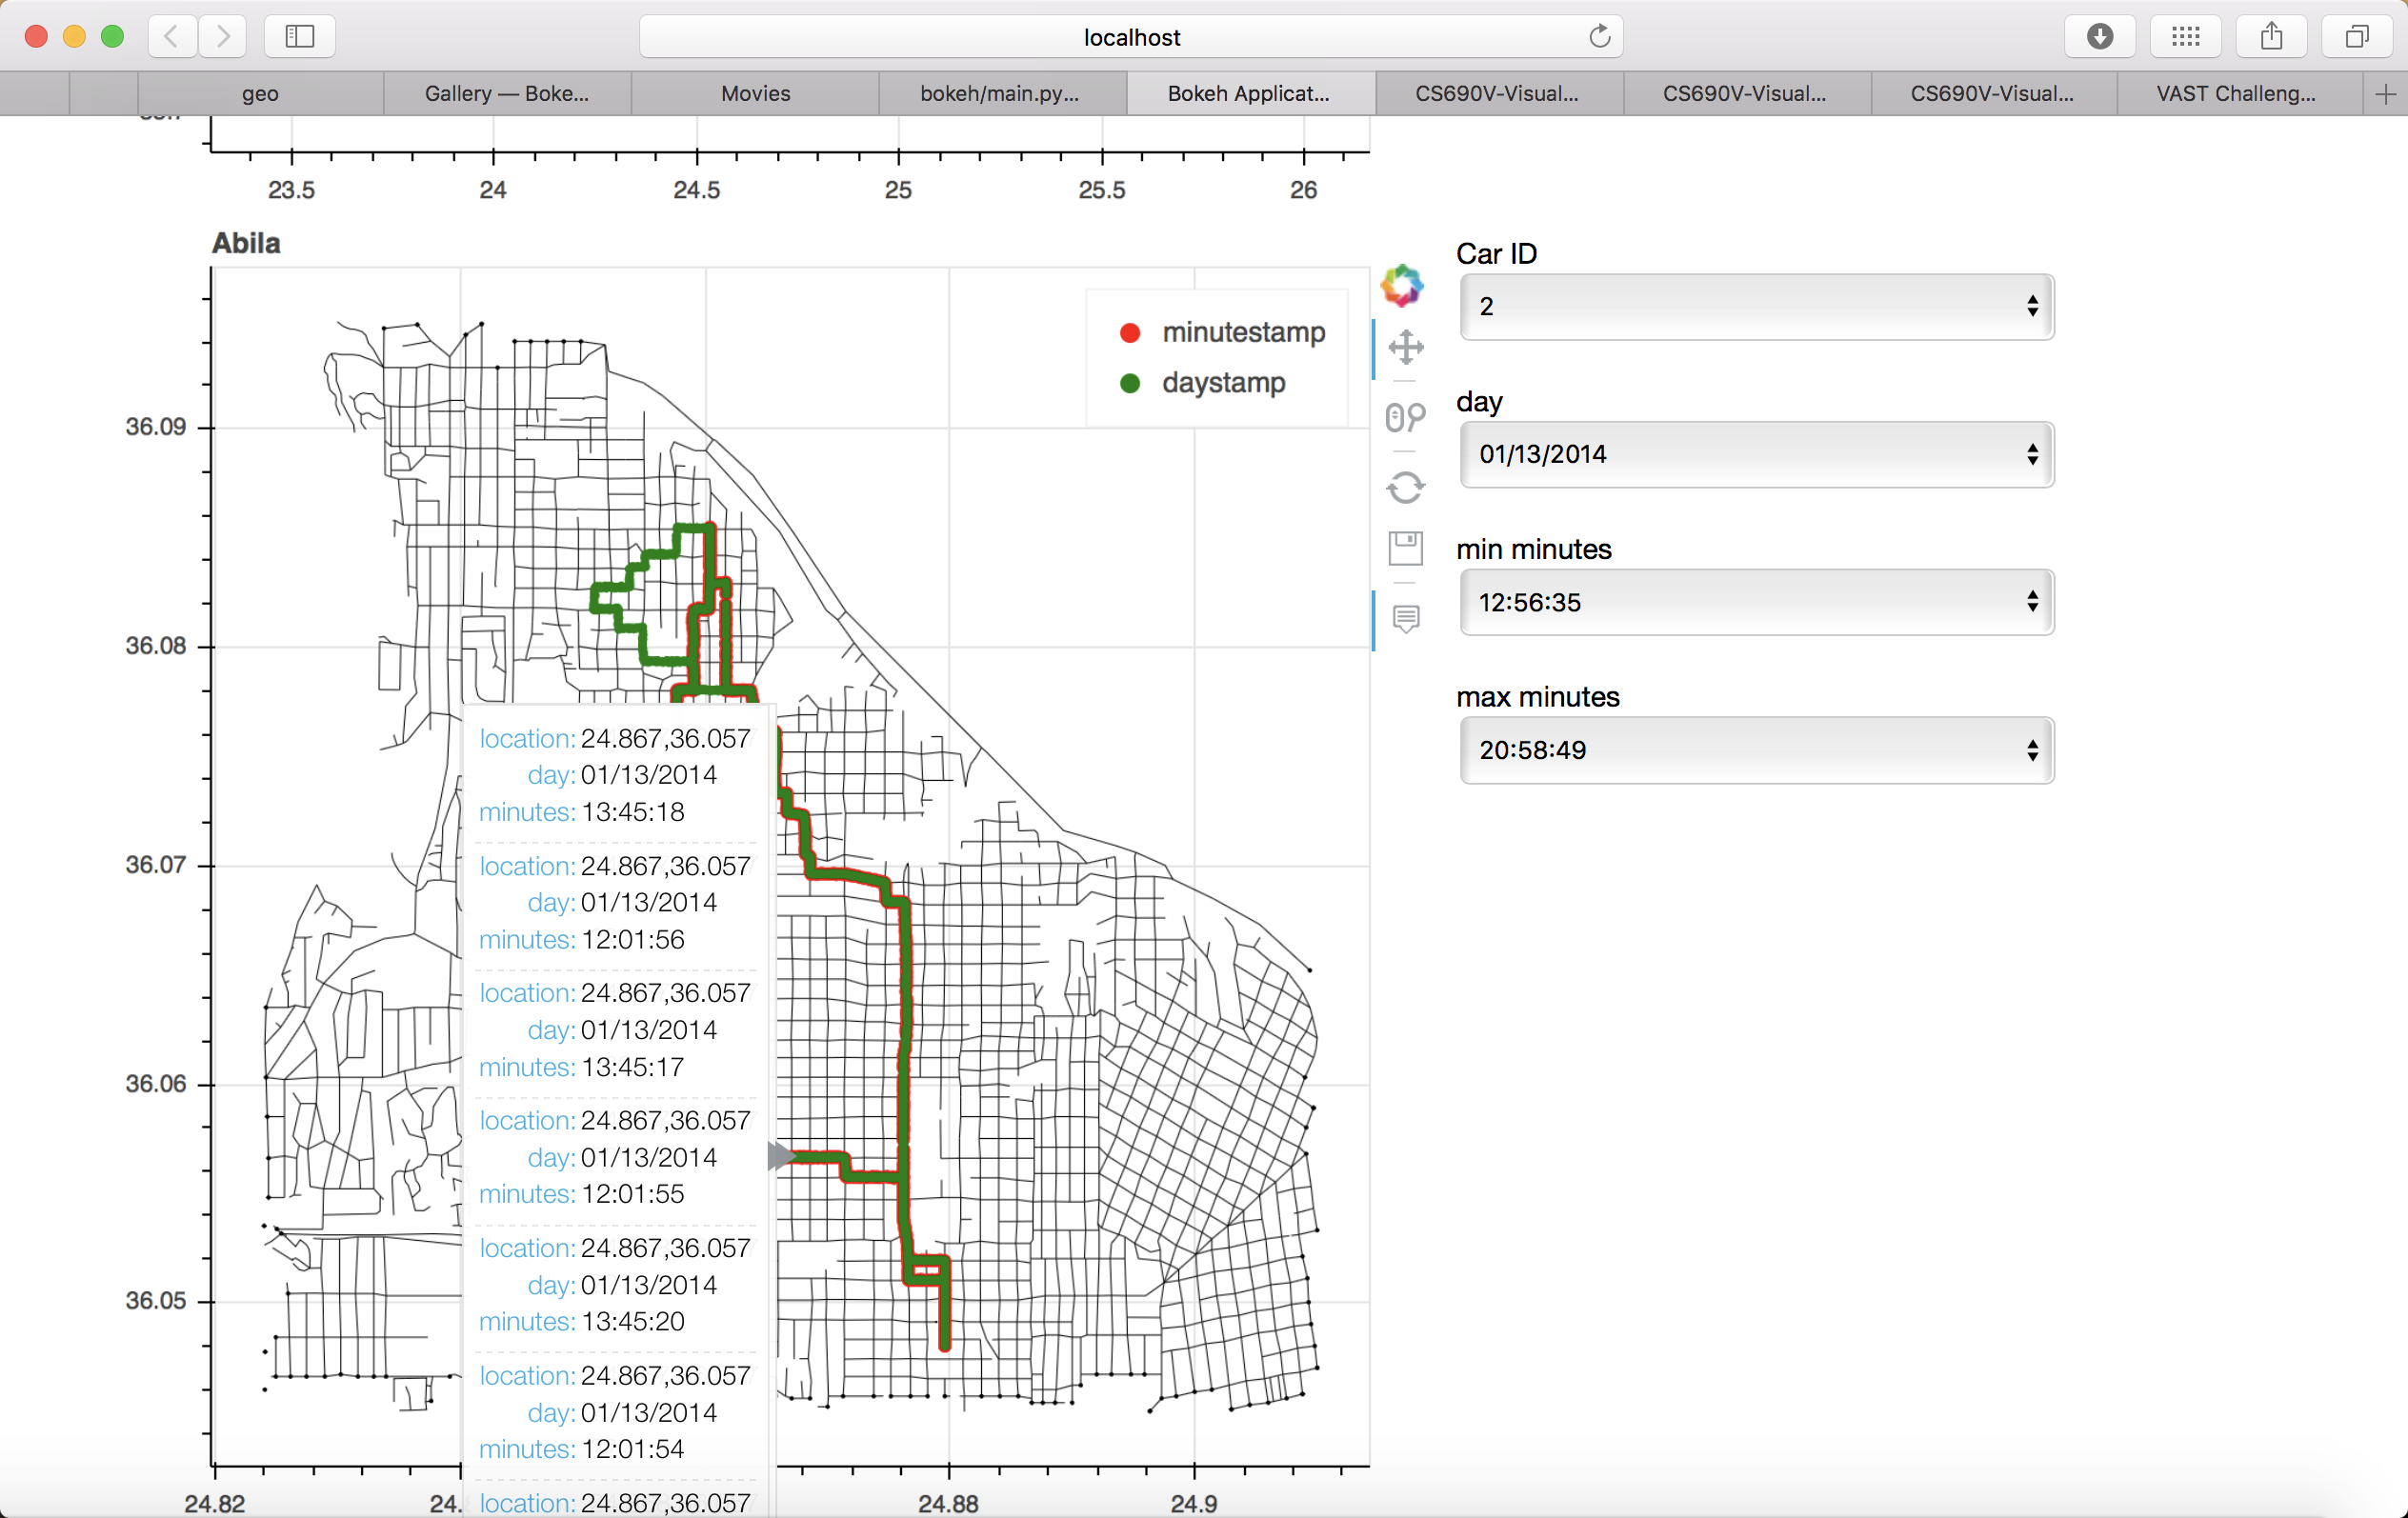 localhost
geo
Gallery — Boke...
Movies
bokeh/main.py...
Bokeh Applicat...
CS690V-Visual...
CS690V-Visual...
CS690V-Visual...
VAST Challeng...
23.5 24 24.5 25 25.5 26
Abila
minutestamp
daystamp
36.09
36.08
36.07
36.06
36.05
24.82
24.88
24.9
location: 24.867,36.057
day: 01/13/2014
minutes: 13:45:18
location: 24.867,36.057
day: 01/13/2014
minutes: 12:01:56
location: 24.867,36.057
day: 01/13/2014
minutes: 13:45:17
location: 24.867,36.057
day: 01/13/2014
minutes: 12:01:55
location: 24.867,36.057
day: 01/13/2014
minutes: 13:45:20
location: 24.867,36.057
day: 01/13/2014
minutes: 12:01:54
location: 24.867,36.057
Car ID
2
day
01/13/2014
min minutes
12:56:35
max minutes
20:58:49